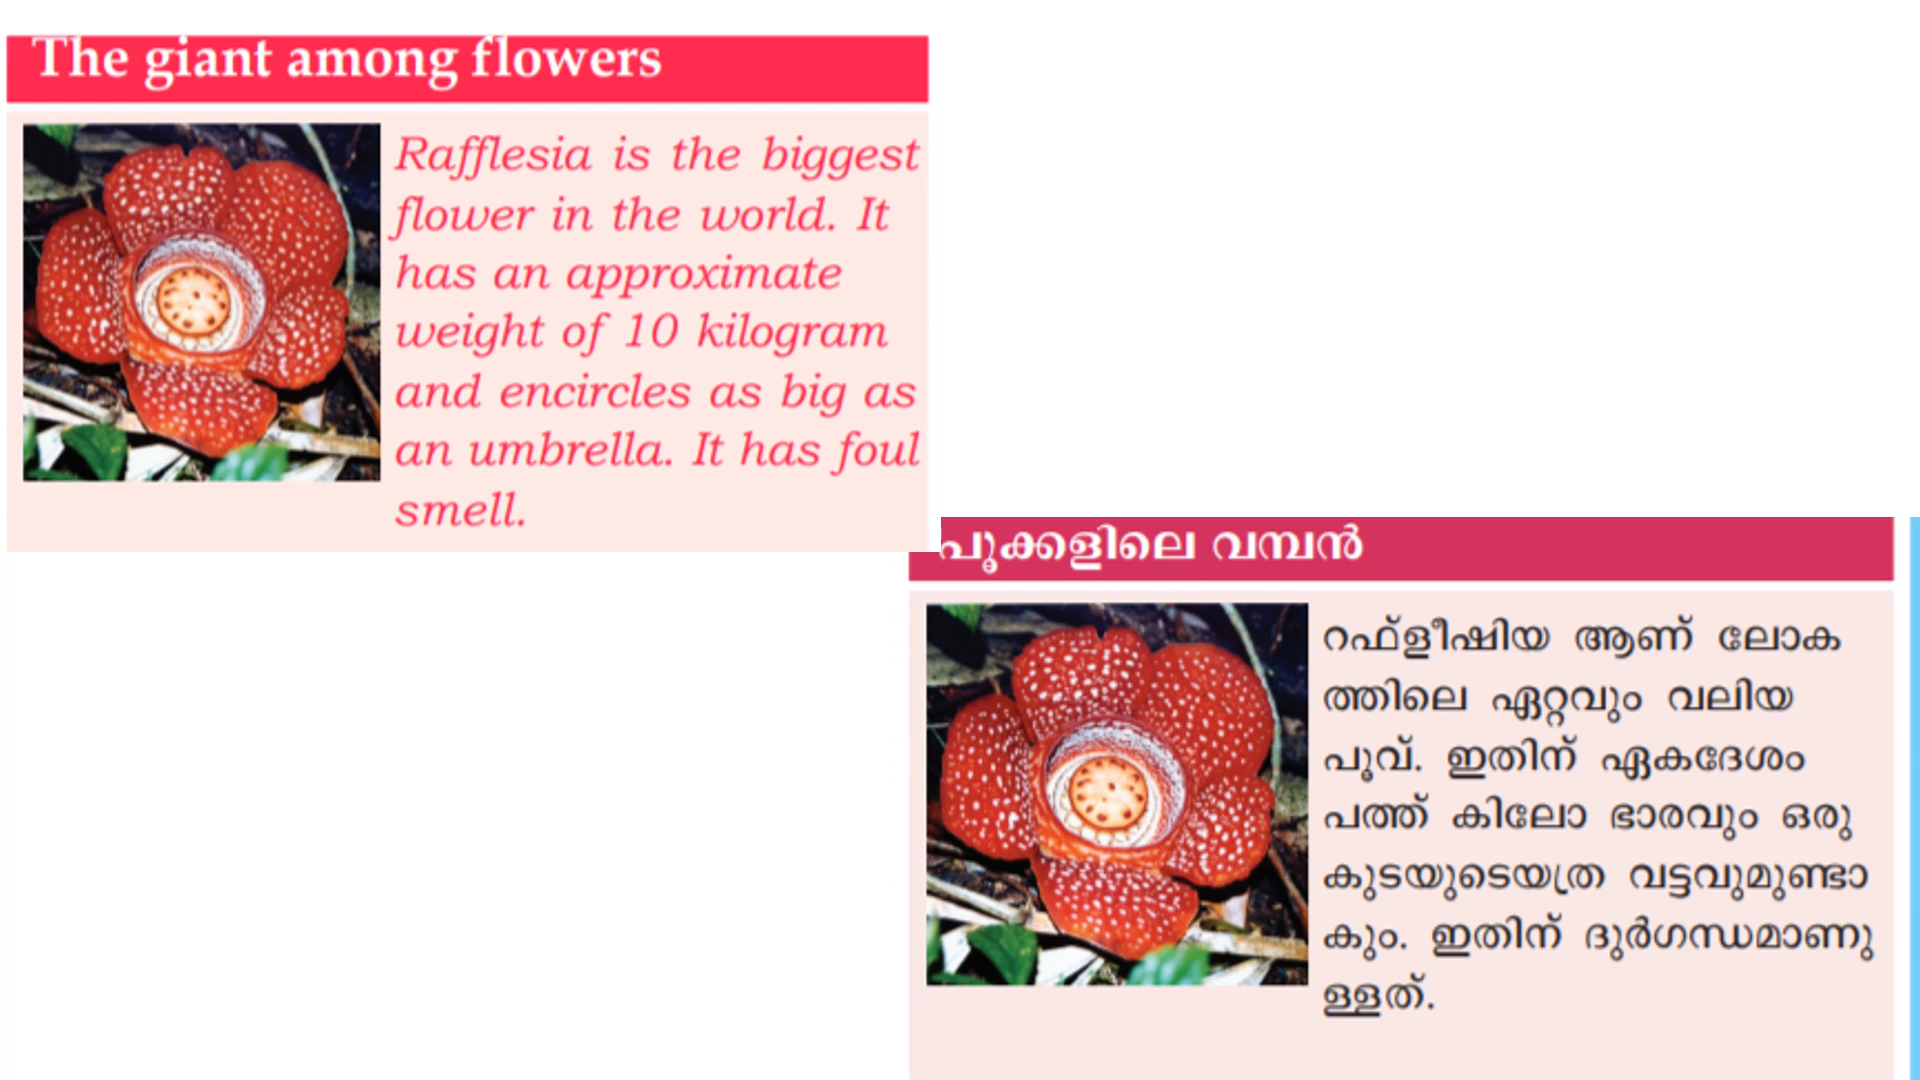 The giant among flowers
Rafflesia is the biggest
flower in the world. It
has an approximate
weight of 10 kilogram
and encircles as big as
an umbrella. It has foul
smell.
പൂക്കളിലെ വമ്പൻ
റഫ്ളീഷിയ ആണ് ലോക
ത്തിലെ ഏറ്റവും വലിയ
പൂവ്. ഇതിന് ഏകദേശം
പത്ത് കിലോ ഭാരവും ഒരു
കുടയുടെയത്ര വട്ടവുമുണ്ടാ
കും. ഇതിന് ദുർഗന്ധമാണു
ള്ളത്.